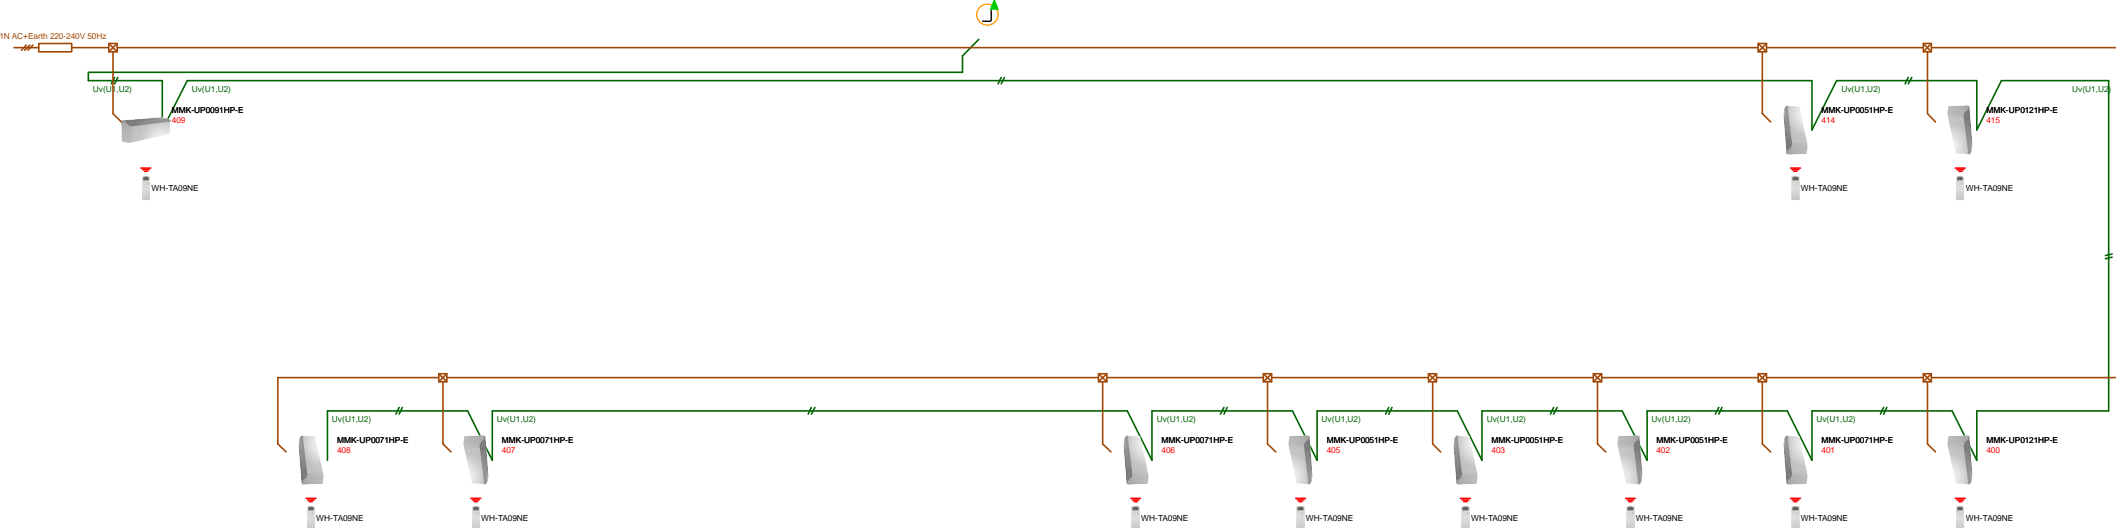 1N AC+Earth 220-240V 50Hz
Uv(U1,U2)
Uv(U1,U2)
Uv(U1,U2)
Uv(U1,U2)
MMK-UP0091HP-E
409
MMK-UP0051HP-E
414
MMK-UP0121HP-E
415
WH-TA09NE
WH-TA09NE
WH-TA09NE
Uv(U1,U2)
Uv(U1,U2)
Uv(U1,U2)
Uv(U1,U2)
Uv(U1,U2)
Uv(U1,U2)
Uv(U1,U2)
MMK-UP0071HP-E
408
MMK-UP0071HP-E
407
MMK-UP0071HP-E
406
MMK-UP0051HP-E
405
MMK-UP0051HP-E
403
MMK-UP0051HP-E
402
MMK-UP0071HP-E
401
MMK-UP0121HP-E
400
WH-TA09NE
WH-TA09NE
WH-TA09NE
WH-TA09NE
WH-TA09NE
WH-TA09NE
WH-TA09NE
WH-TA09NE